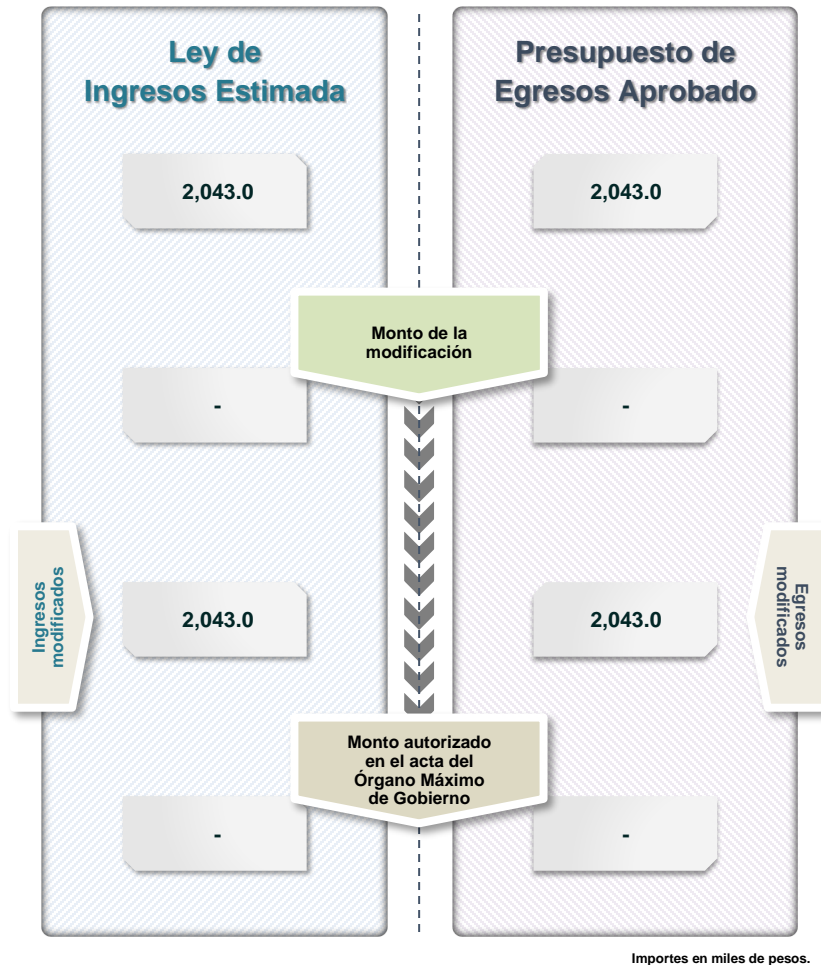 Ley de
Ingresos Estimada
Presupuesto de
Egresos Aprobado
2,043.0
2,043.0
Monto de la
modificación
-
-
Ingresos
modificados
2,043.0
2,043.0
Egresos
modificados
Monto autorizado
en el acta del
Órgano Máximo
de Gobierno
-
-
Importes en miles de pesos.